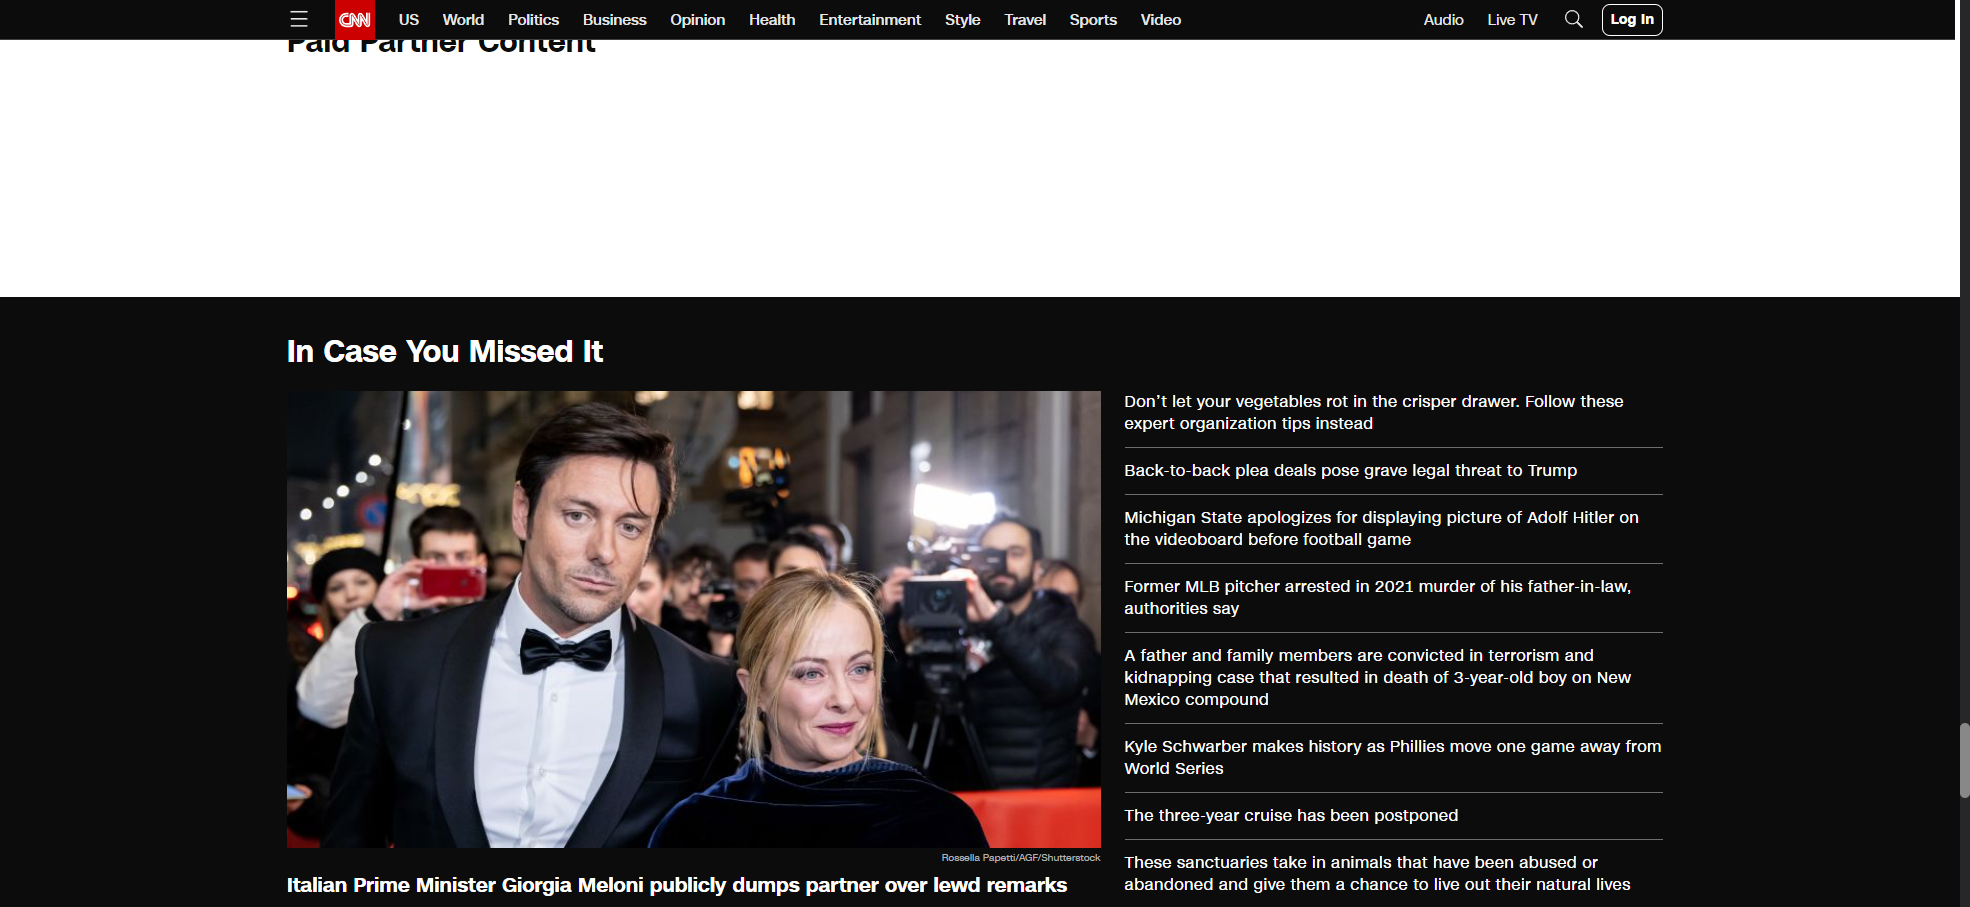 CNN
US
World
Politics
Business
Opinion
Health
Entertainment
Style
Travel
Sports
Video
Audio
Live TV
Log In
Paid Partner Content
In Case You Missed It
Rossella Papetti/AGF/Shutterstock
Italian Prime Minister Giorgia Meloni publicly dumps partner over lewd remarks
Don’t let your vegetables rot in the crisper drawer. Follow these
expert organization tips instead
Back-to-back plea deals pose grave legal threat to Trump
Michigan State apologizes for displaying picture of Adolf Hitler on
the videoboard before football game
Former MLB pitcher arrested in 2021 murder of his father-in-law,
authorities say
A father and family members are convicted in terrorism and
kidnapping case that resulted in death of 3-year-old boy on New
Mexico compound
Kyle Schwarber makes history as Phillies move one game away from
World Series
The three-year cruise has been postponed
These sanctuaries take in animals that have been abused or
abandoned and give them a chance to live out their natural lives